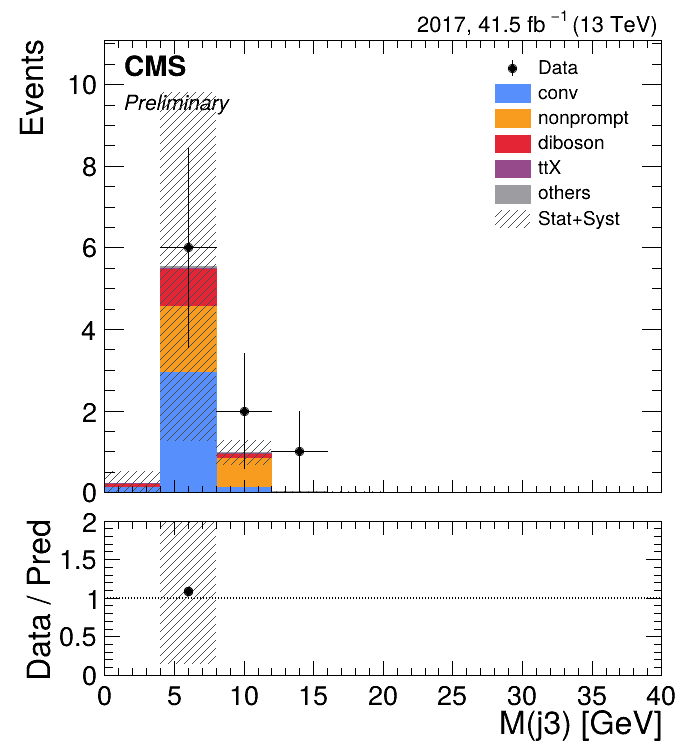 2017, 41.5 fb⁻¹ (13 TeV)
CMS
Preliminary
Events
10
8
6
4
2
0
Data
conv
nonprompt
diboson
ttX
others
Stat+Syst
Data / Pred
2
1.5
1
0.5
0
0 5 10 15 20 25 30 35 40
M(j3) [GeV]